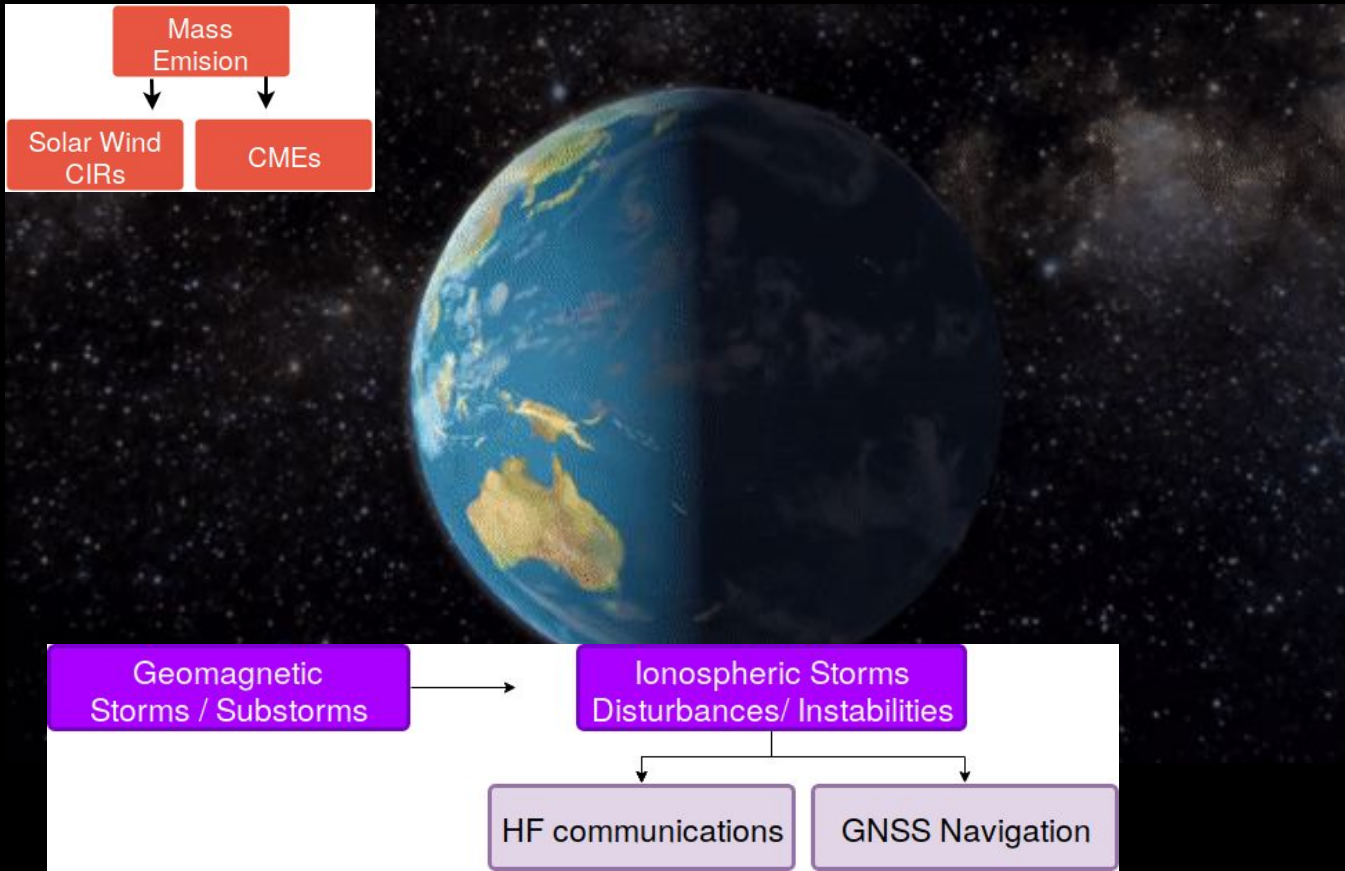 Mass
Emision
Solar Wind
CIRs
CMEs
Geomagnetic
Storms / Substorms
Ionospheric Storms
Disturbances/ Instabilities
HF communications
GNSS Navigation